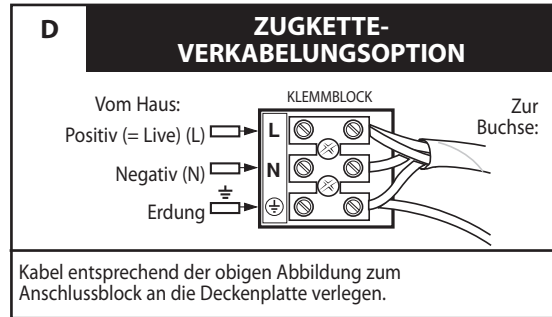 D
ZUGKETTE-
VERKABELUNGSOPTION
KLEMMBLOCK
Vom Haus:
Zur
Buchse:
Positiv (= Live) (L)
L
Negativ (N)
N
Erdung
Kabel entsprechend der obigen Abbildung zum
Anschlussblock an die Deckenplatte verlegen.